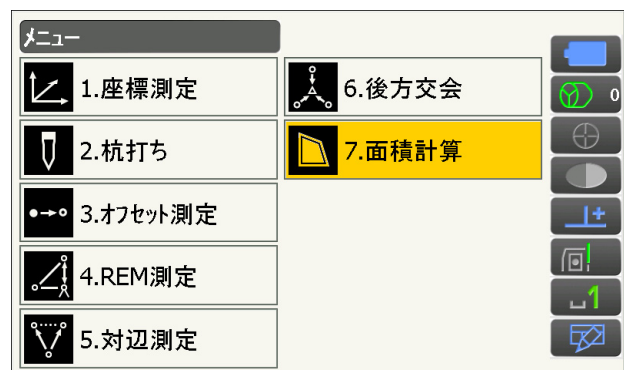 メニュー
1.座標測定
2.杭打ち
3.オフセット測定
4.REM測定
5.対辺測定
6.後方交会
7.面積計算
0
1